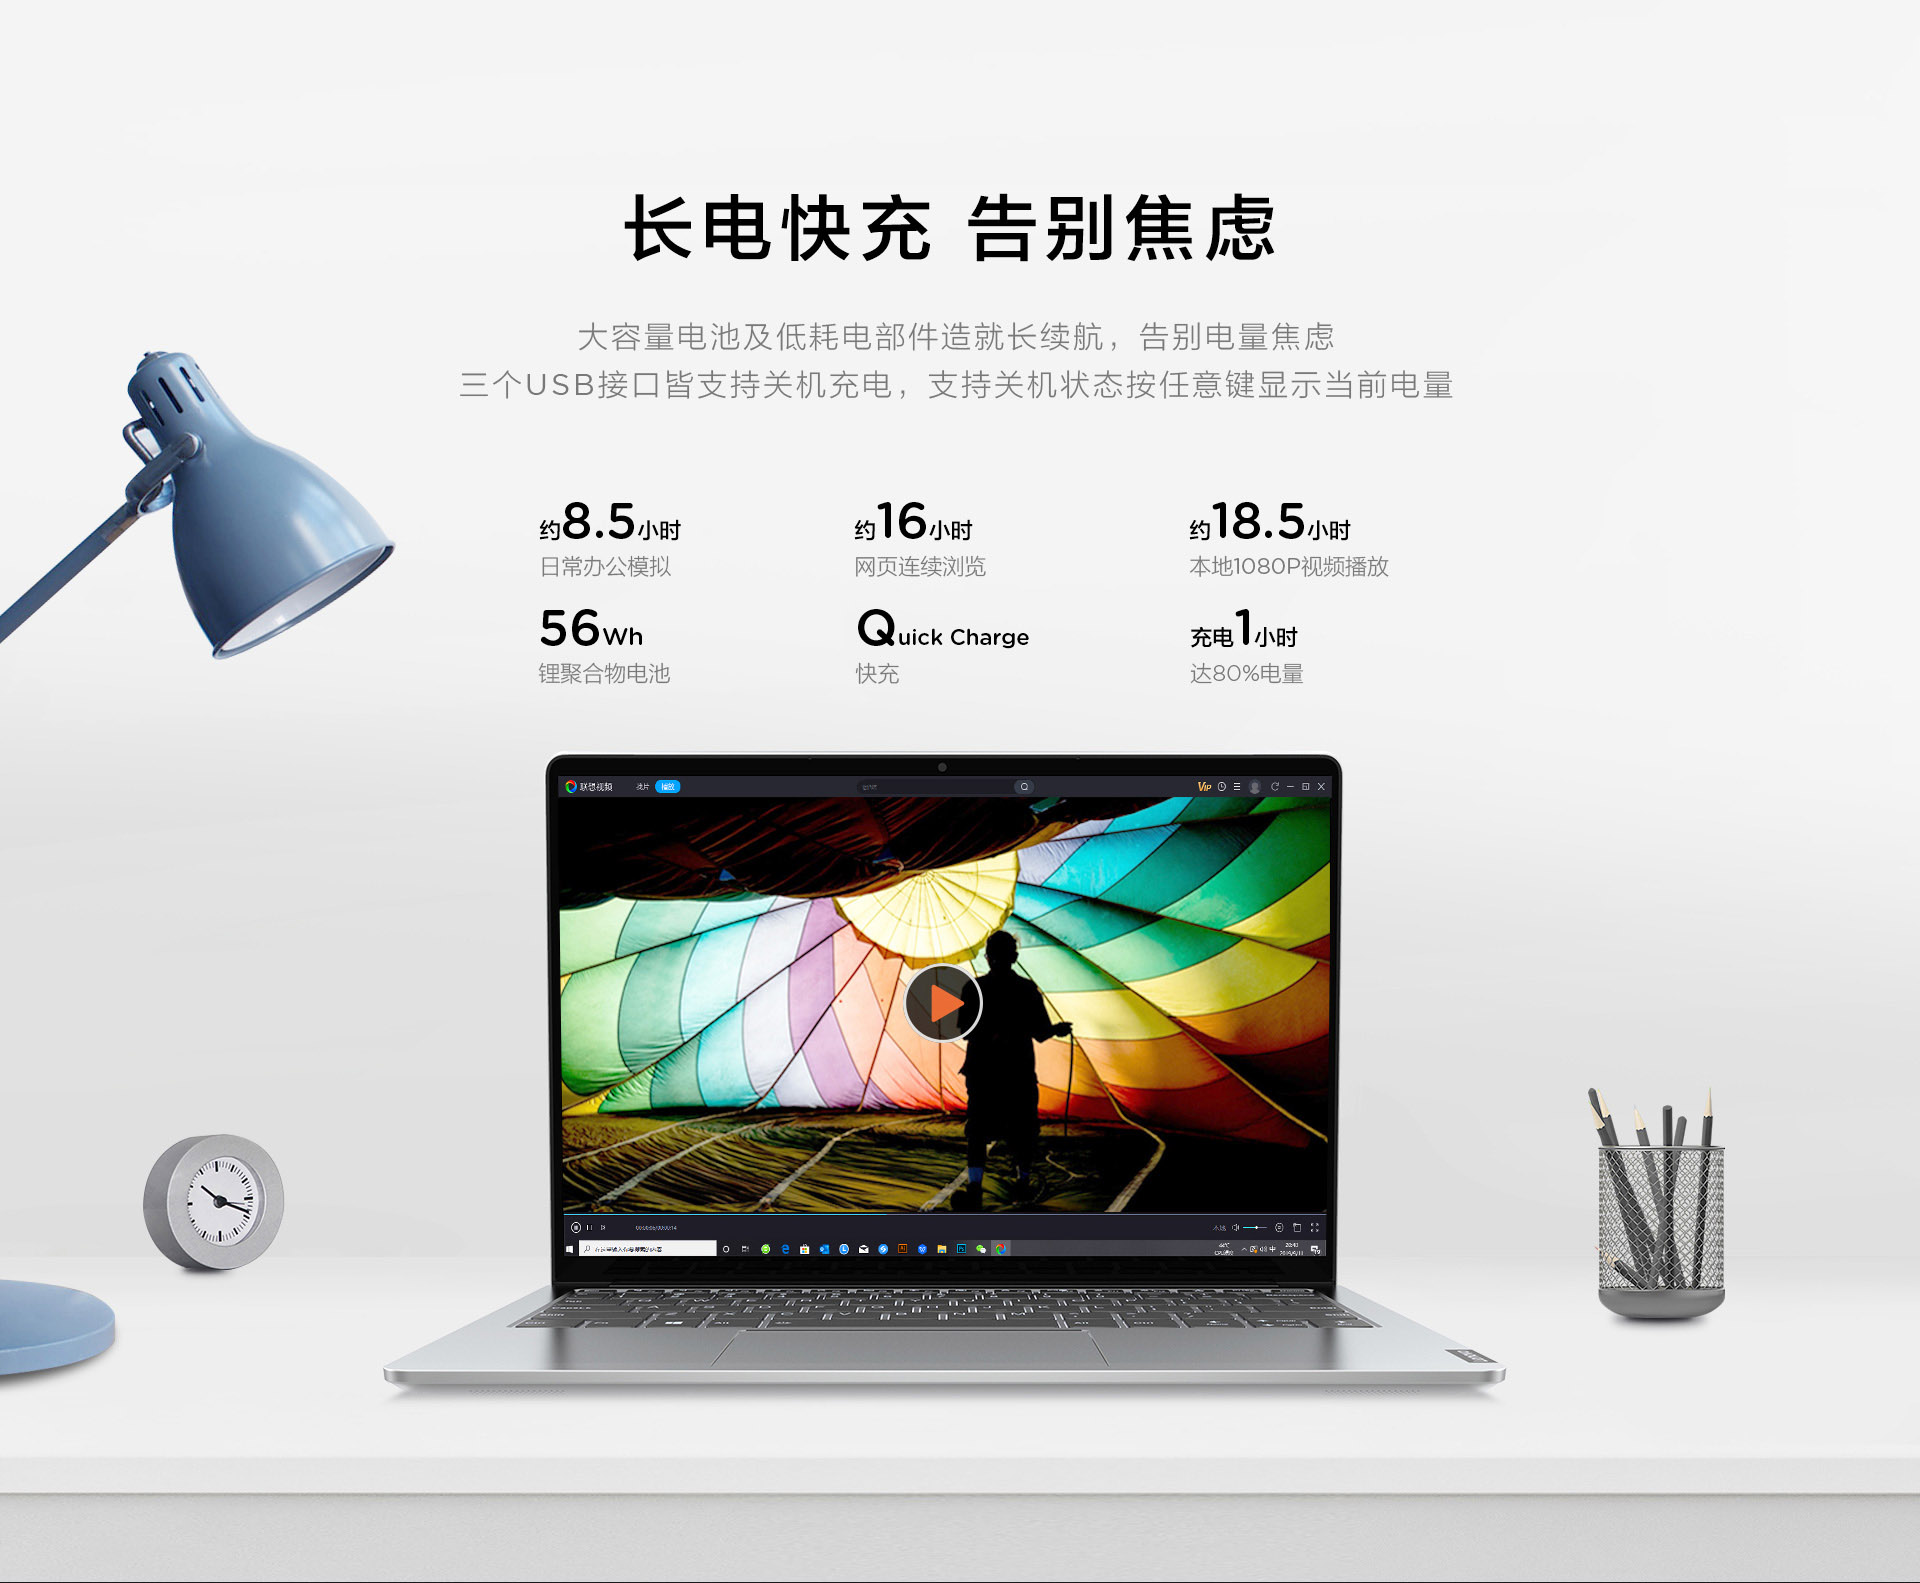 长电快充 告别焦虑
大容量电池及低耗电部件造就长续航，告别电量焦虑
三个USB接口皆支持关机充电，支持关机状态按任意键显示当前电量
约8.5小时
日常办公模拟
约16小时
网页连续浏览
约18.5小时
本地1080P视频播放
56Wh
锂聚合物电池
Quick Charge
快充
充电1小时
达80%电量
联想视频
播放
VIP